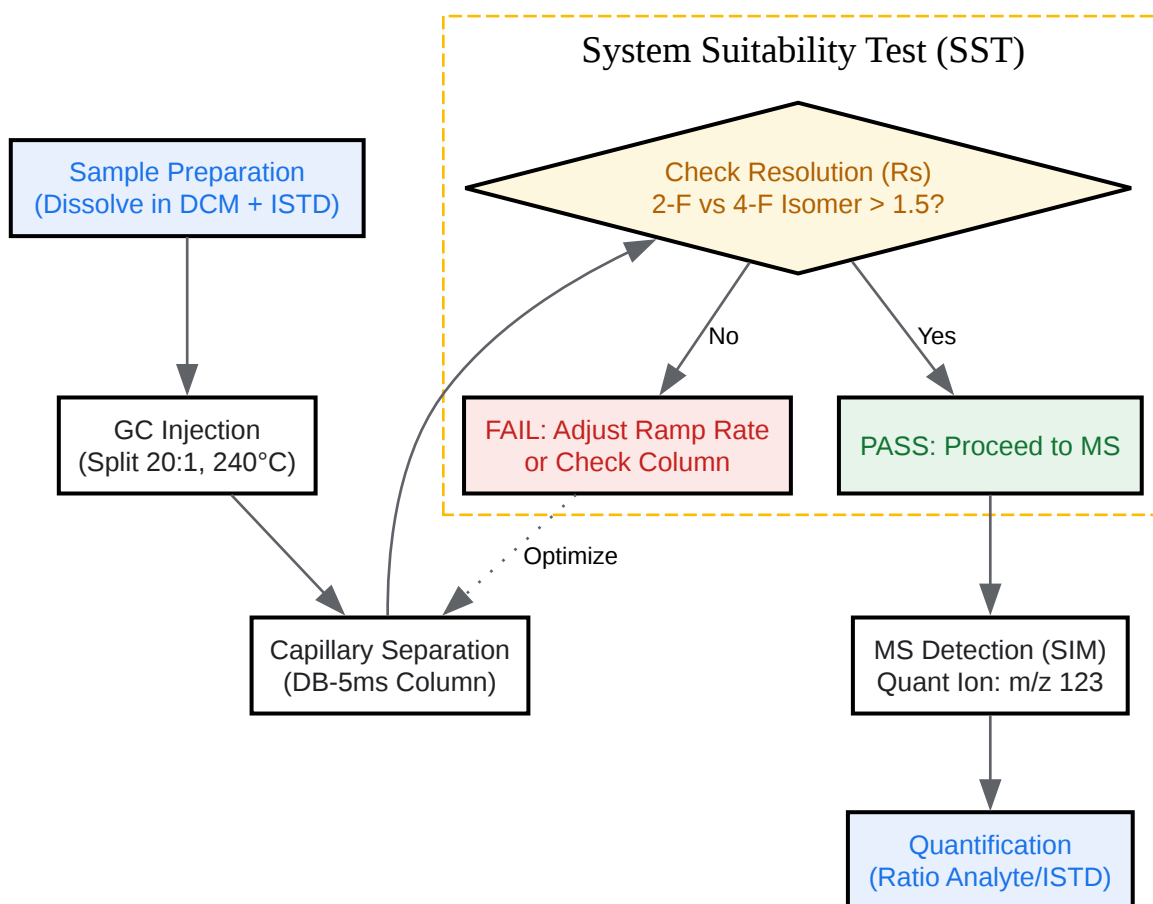 System Suitability Test (SST)
Sample Preparation
(Dissolve in DCM + ISTD)
Check Resolution (Rs)
2-F vs 4-F Isomer > 1.5?
No
Yes
GC Injection
(Split 20:1, 240°C)
FAIL: Adjust Ramp Rate
or Check Column
PASS: Proceed to MS
Optimize
Capillary Separation
(DB-5ms Column)
MS Detection (SIM)
Quant Ion: m/z 123
Quantification
(Ratio Analyte/ISTD)